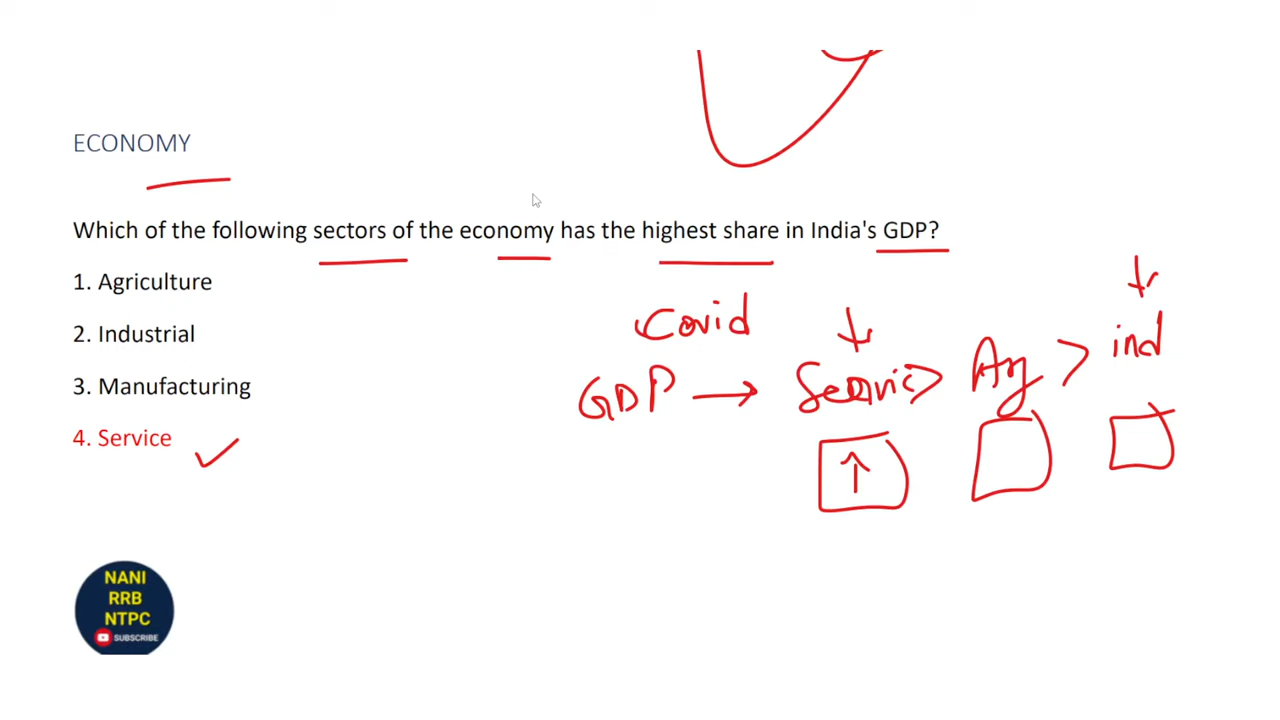 ECONOMY
Which of the following sectors of the economy has the highest share in India's GDP?
1. Agriculture
2. Industrial
3. Manufacturing
4. Service
Covid
GDP → Servic > Ag > ind
NANI
RRB
NTPC
SUBSCRIBE